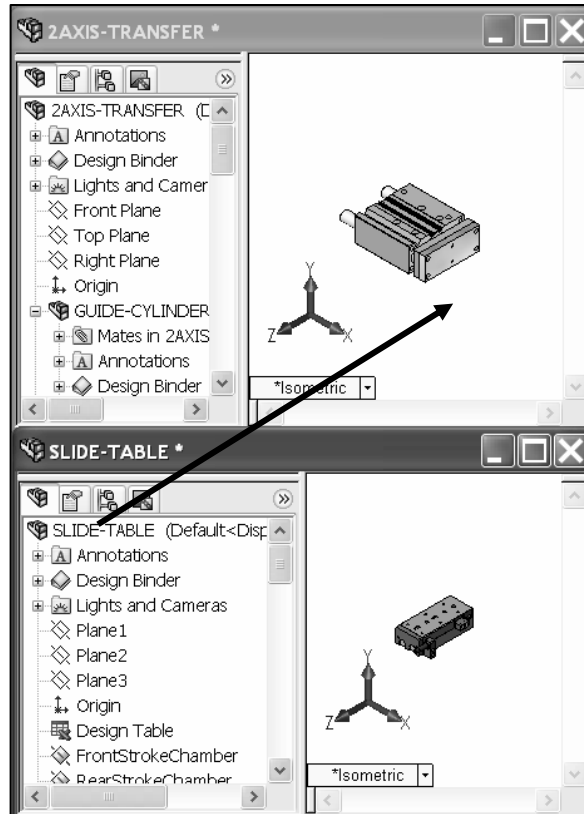 2AXIS-TRANSFER *
2AXIS-TRANSFER (D
Annotations
Design Binder
Lights and Camer
Front Plane
Top Plane
Right Plane
Origin
GUIDE-CYLINDER
Mates in 2AXIS
Annotations
Design Binder
Y
Z
X
*Isometric
SLIDE-TABLE *
SLIDE-TABLE (Default<Disp
Annotations
Design Binder
Lights and Cameras
Plane1
Plane2
Plane3
Origin
Design Table
FrontStrokeChamber
RearStrokeChamber
Y
Z
X
*Isometric